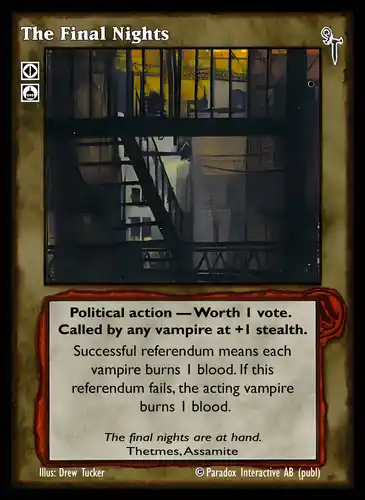 The Final Nights
Political action — Worth 1 vote.
Called by any vampire at +1 stealth.
Successful referendum means each
vampire burns 1 blood. If this
referendum fails, the acting vampire
burns 1 blood.
The final nights are at hand.
Thetmes, Assamite
Illus: Drew Tucker
© Paradox Interactive AB (publ)